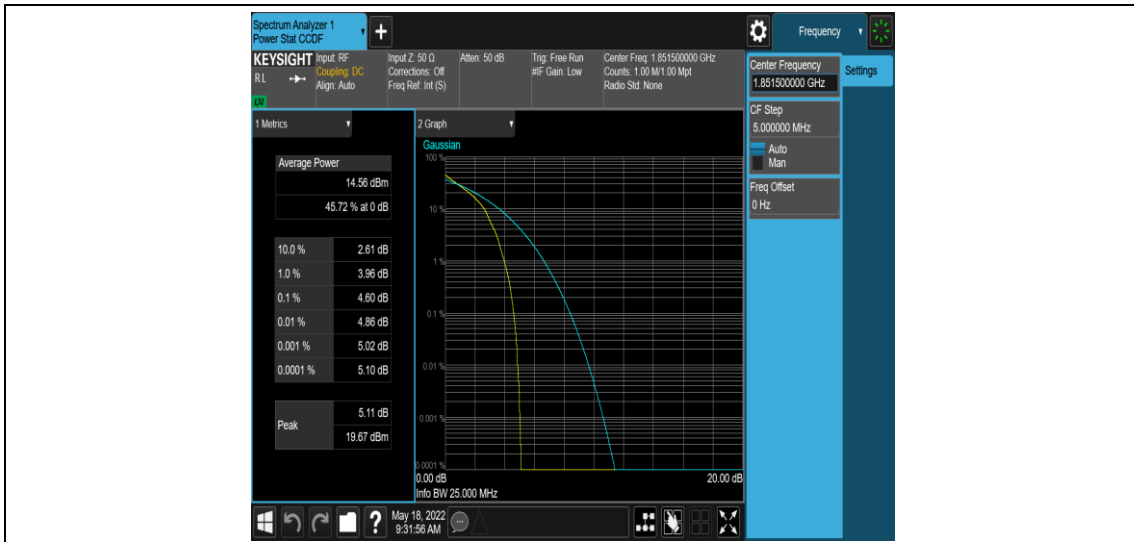 Spectrum Analyzer 1
Power Stat CCDF
+
Frequency
KEYSIGHT
RL
Input: RF
Coupling: DC
Align: Auto
Input Z: 50 Ω
Corrections: Off
Freq Ref: Int (S)
Atten: 50 dB
Trig: Free Run
#IF Gain: Low
Center Freq: 1.851500000 GHz
Counts: 1.00 M/1.00 Mpt
Radio Std: None
Center Frequency
1.851500000 GHz
Settings
CF Step
5.000000 MHz
Auto
Man
Freq Offset
0 Hz
1 Metrics
Average Power
14.56 dBm
45.72 % at 0 dB
10.0 % 2.61 dB
1.0 % 3.96 dB
0.1 % 4.60 dB
0.01 % 4.86 dB
0.001 % 5.02 dB
0.0001 % 5.10 dB
Peak
5.11 dB
19.67 dBm
2 Graph
Gaussian
100 %
10 %
1 %
0.1 %
0.01 %
0.001 %
0.0001 %
0.00 dB 20.00 dB
Info BW 25.000 MHz
?
May 18, 2022
9:31:56 AM